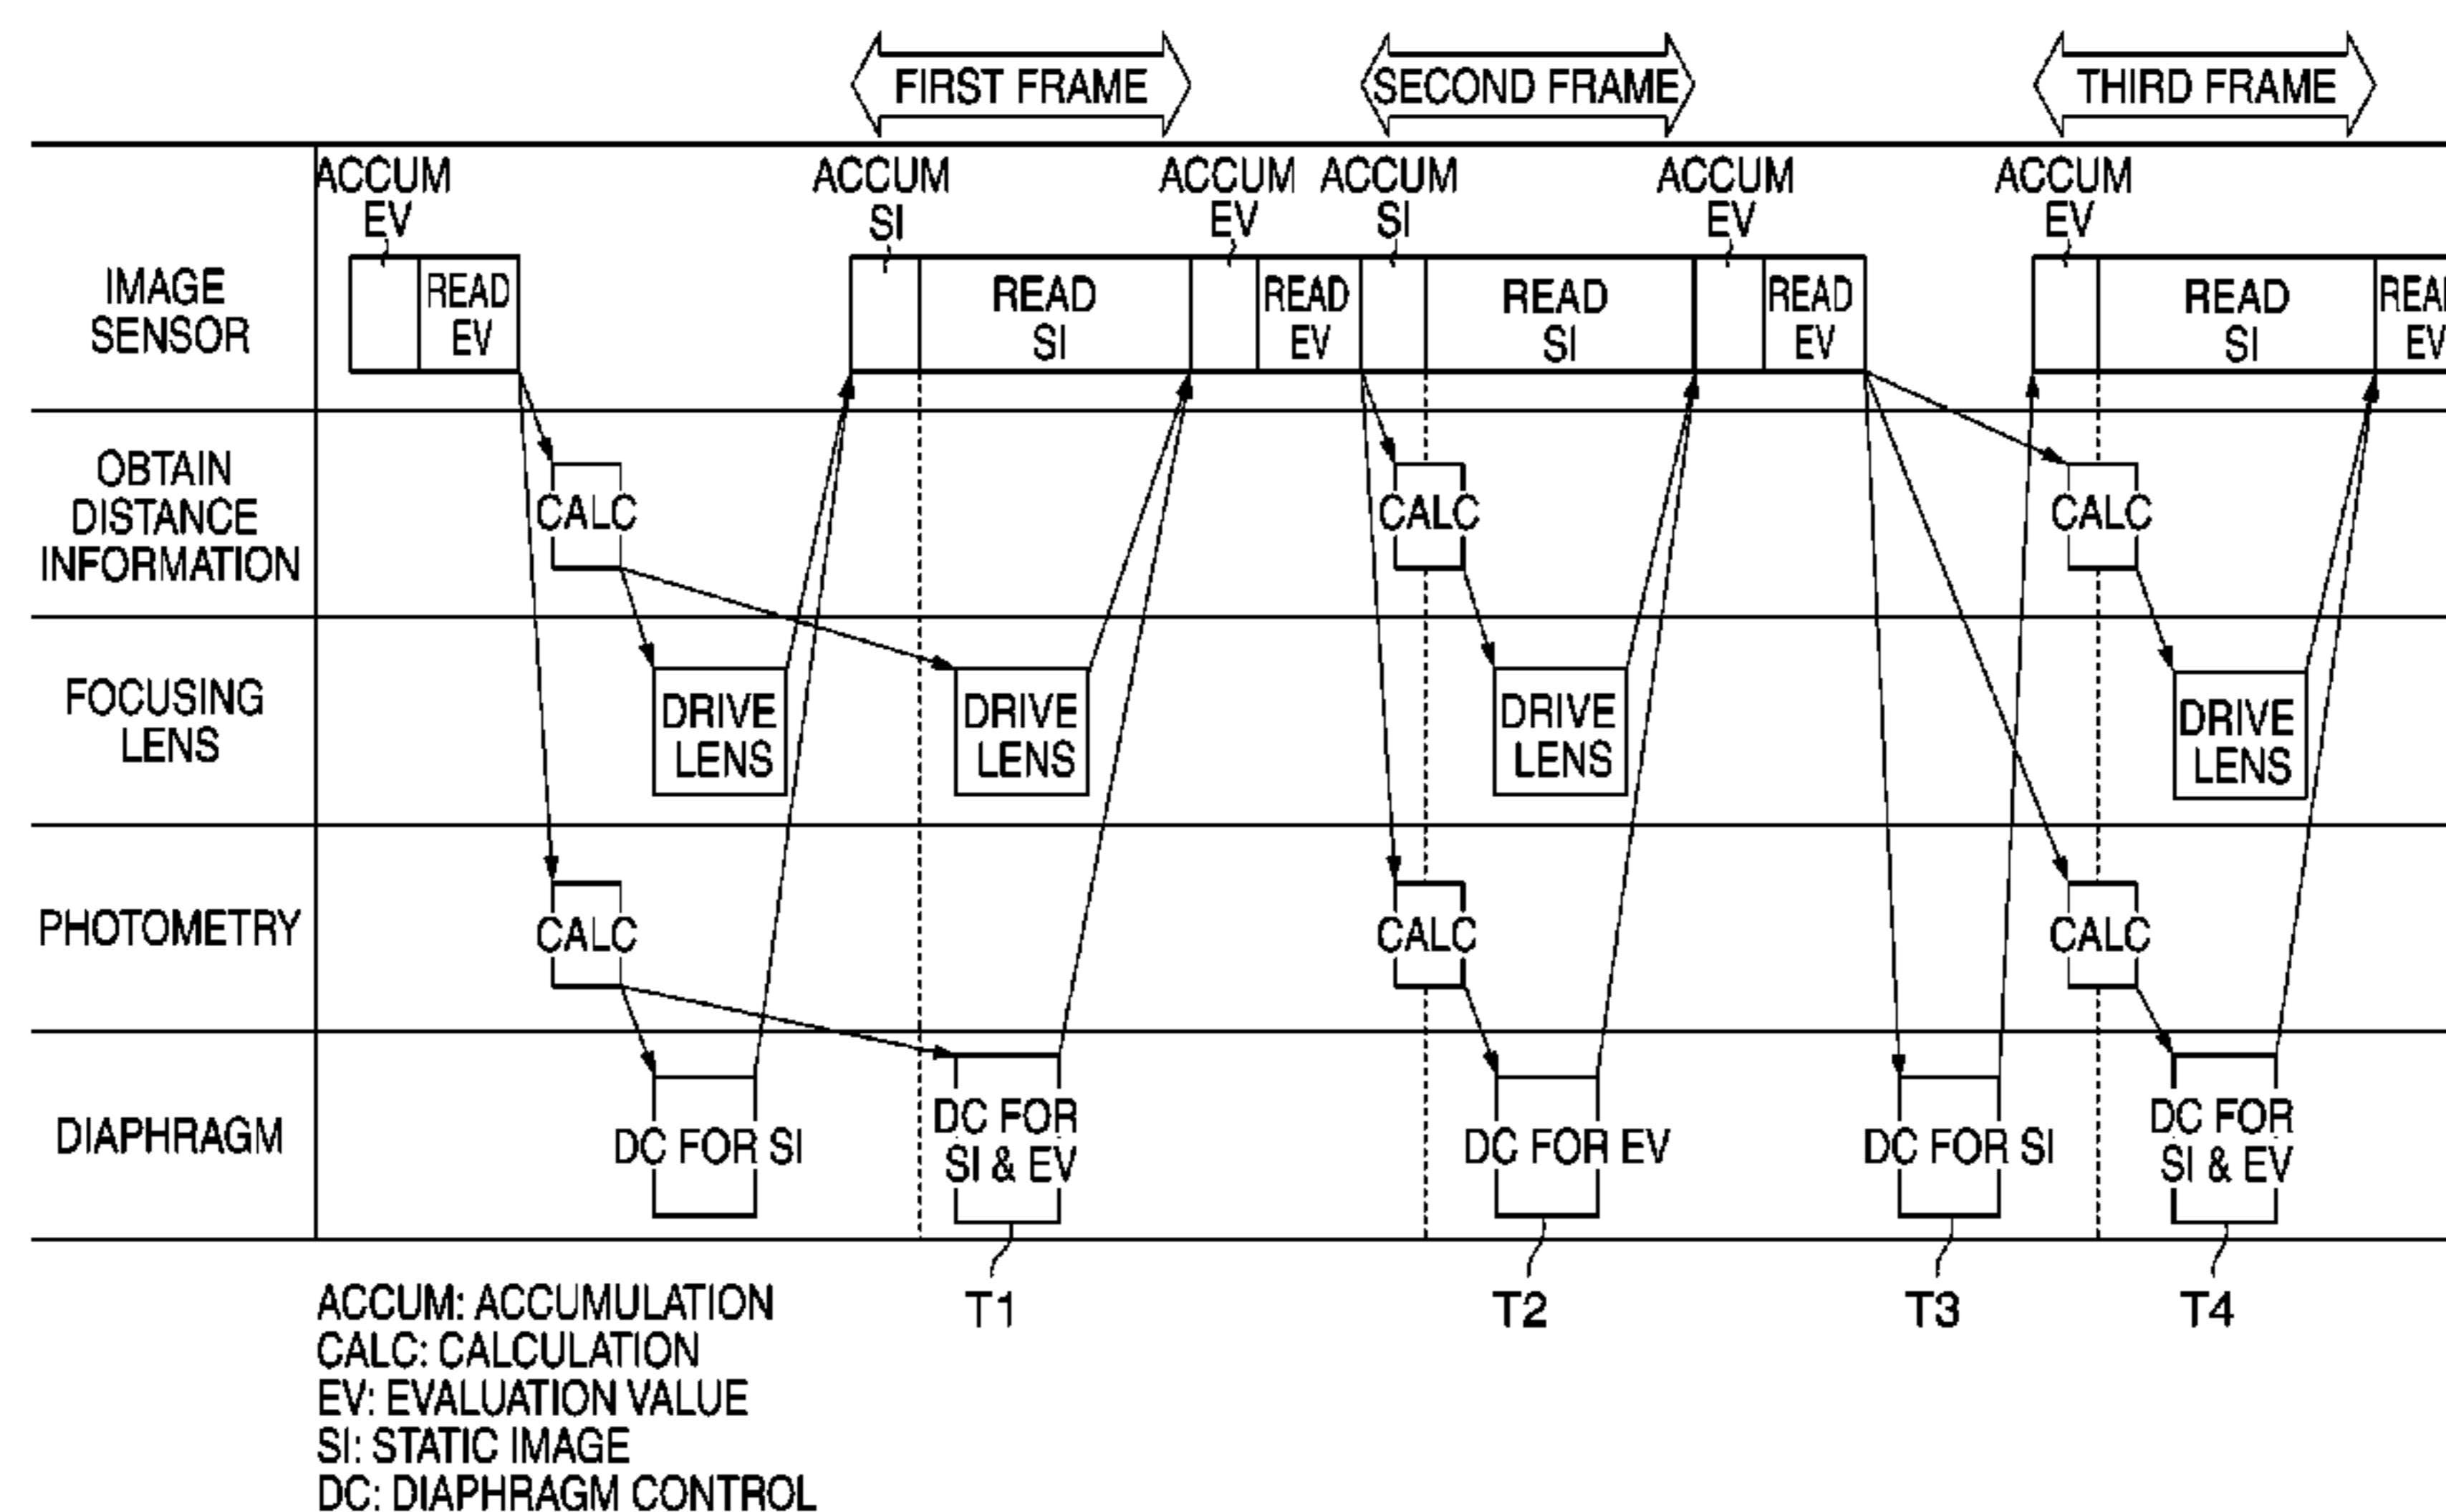 FIRST FRAME
SECOND FRAME
THIRD FRAME
ACCUM
EV
ACCUM
SI
ACCUM
EV
ACCUM
SI
ACCUM
EV
ACCUM
EV
IMAGE
SENSOR
READ
EV
READ
SI
READ
EV
READ
SI
READ
EV
READ
SI
REA
EV
OBTAIN
DISTANCE
INFORMATION
CALC
CALC
CALC
FOCUSING
LENS
DRIVE
LENS
DRIVE
LENS
DRIVE
LENS
DRIVE
LENS
PHOTOMETRY
CALC
CALC
CALC
DIAPHRAGM
DC FOR SI
DC FOR
SI & EV
DC FOR EV
DC FOR SI
DC FOR
SI & EV
T1
T2
T3
T4
ACCUM: ACCUMULATION
CALC: CALCULATION
EV: EVALUATION VALUE
SI: STATIC IMAGE
DC: DIAPHRAGM CONTROL